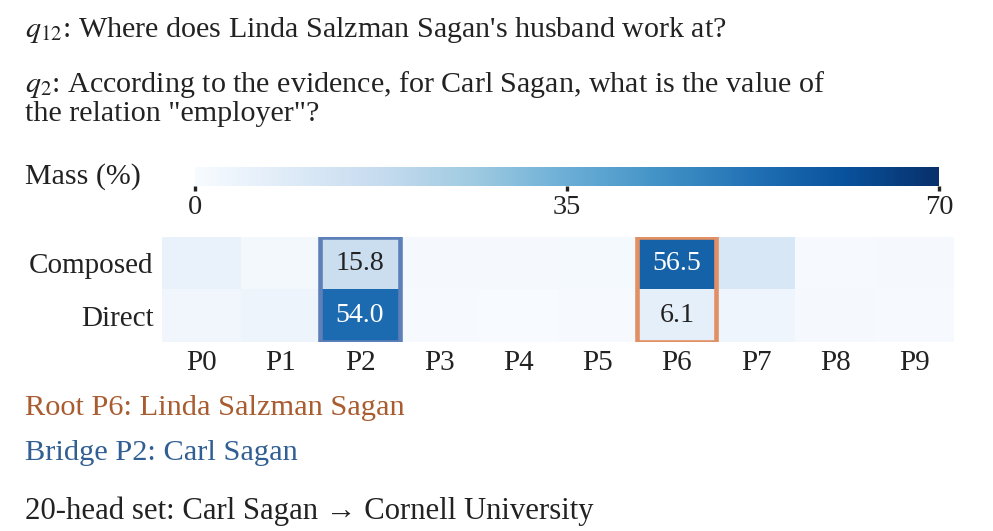 q12: Where does Linda Salzman Sagan's husband work at?
q2: According to the evidence, for Carl Sagan, what is the value of
the relation "employer"?
Mass (%)
0 35 70
Composed 15.8 56.5
Direct 54.0 6.1
P0 P1 P2 P3 P4 P5 P6 P7 P8 P9
Root P6: Linda Salzman Sagan
Bridge P2: Carl Sagan
20-head set: Carl Sagan → Cornell University